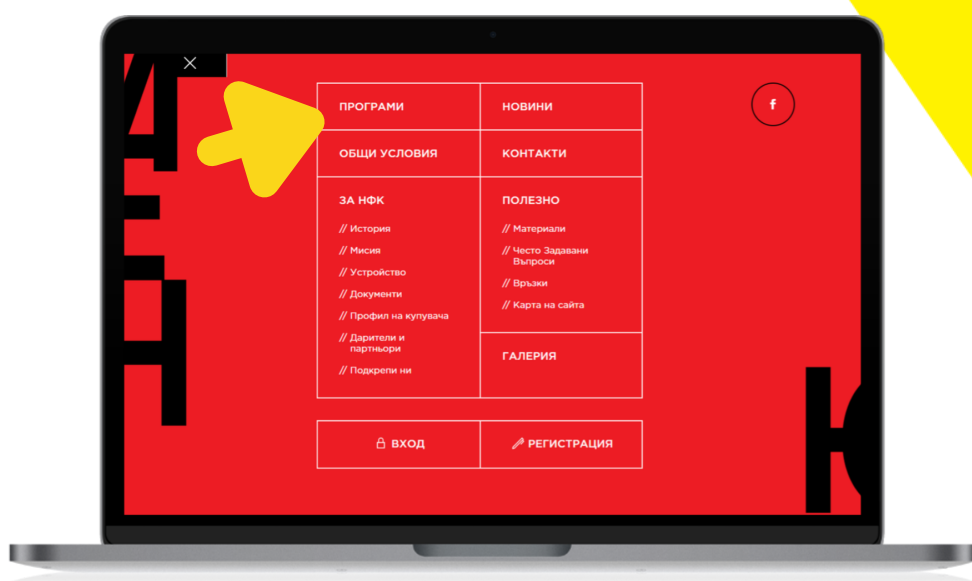 ПРОГРАМИ
НОВИНИ
ОБЩИ УСЛОВИЯ
КОНТАКТИ
ЗА НФК
// История
// Мисия
// Устройство
// Документи
// Профил на купувача
// Дарители и
партньори
// Подкрепи ни
ПОЛЕЗНО
// Материали
// Често Задавани
Въпроси
// Връзки
// Карта на сайта
ГАЛЕРИЯ
ВХОД
РЕГИСТРАЦИЯ
f